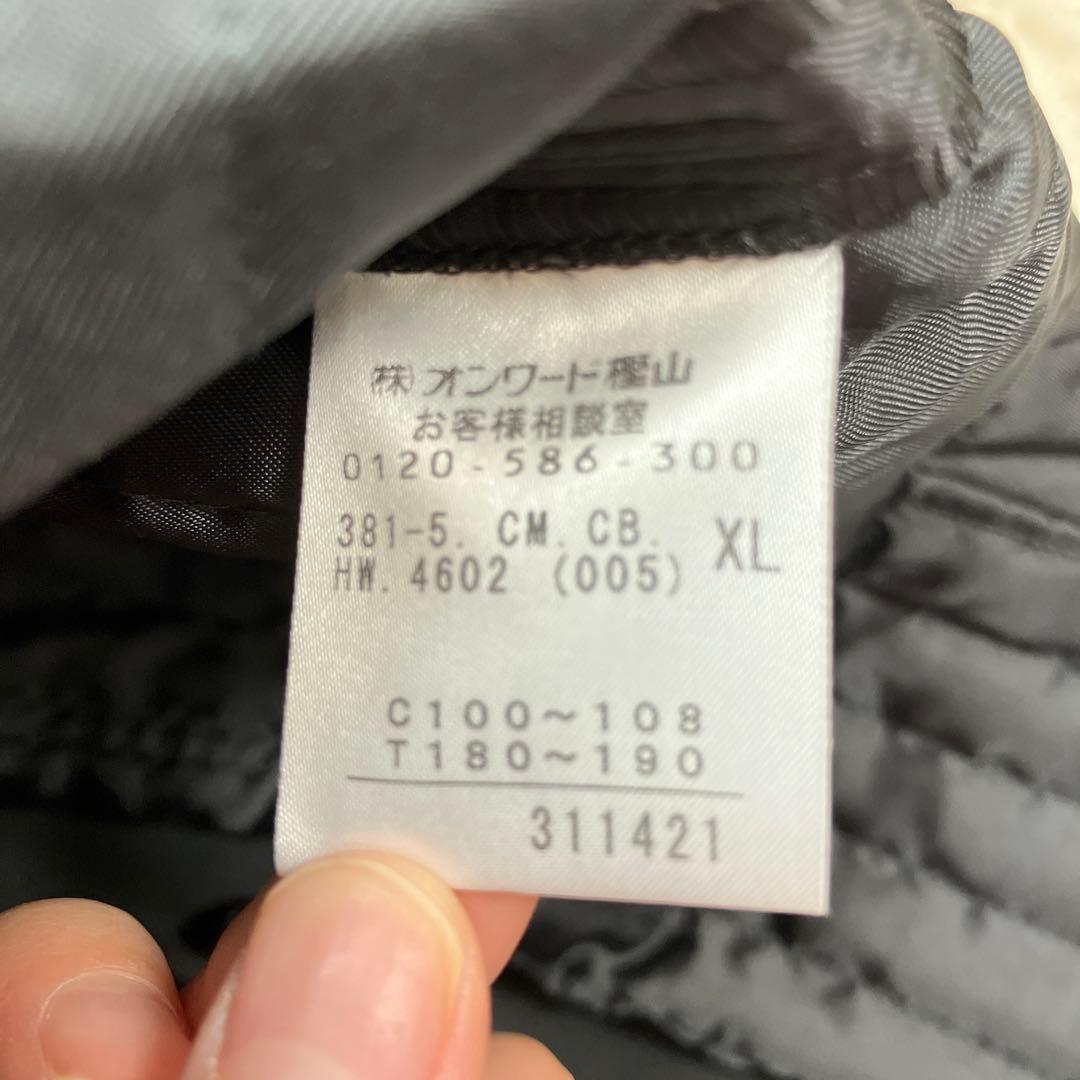 ㈱オンワード樫山
お客様相談室
0120-586-300
381-5. CM. CB. XL
HW. 4602 (005)
C100〜108
T180〜190
311421